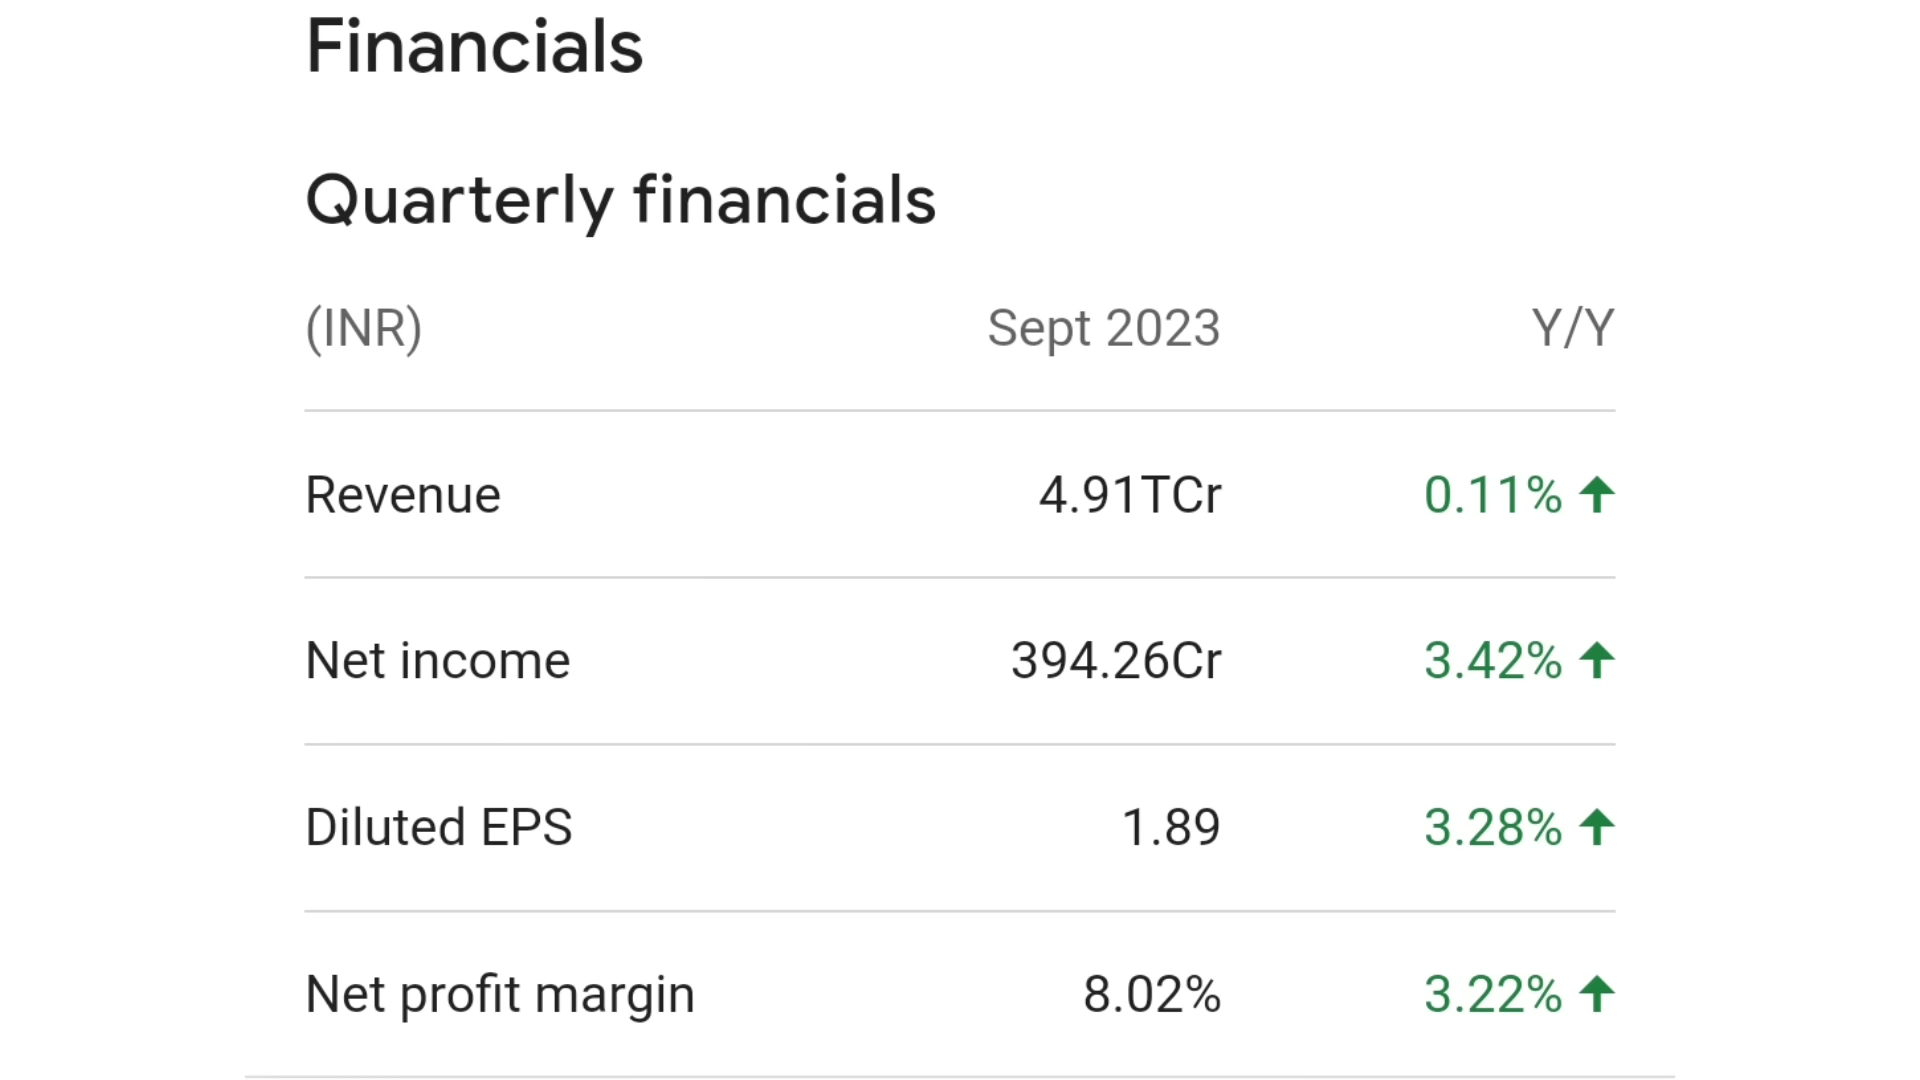 Financials
Quarterly financials
(INR) Sept 2023 Y/Y
Revenue 4.91TCr 0.11%
Net income 394.26Cr 3.42%
Diluted EPS 1.89 3.28%
Net profit margin 8.02% 3.22%